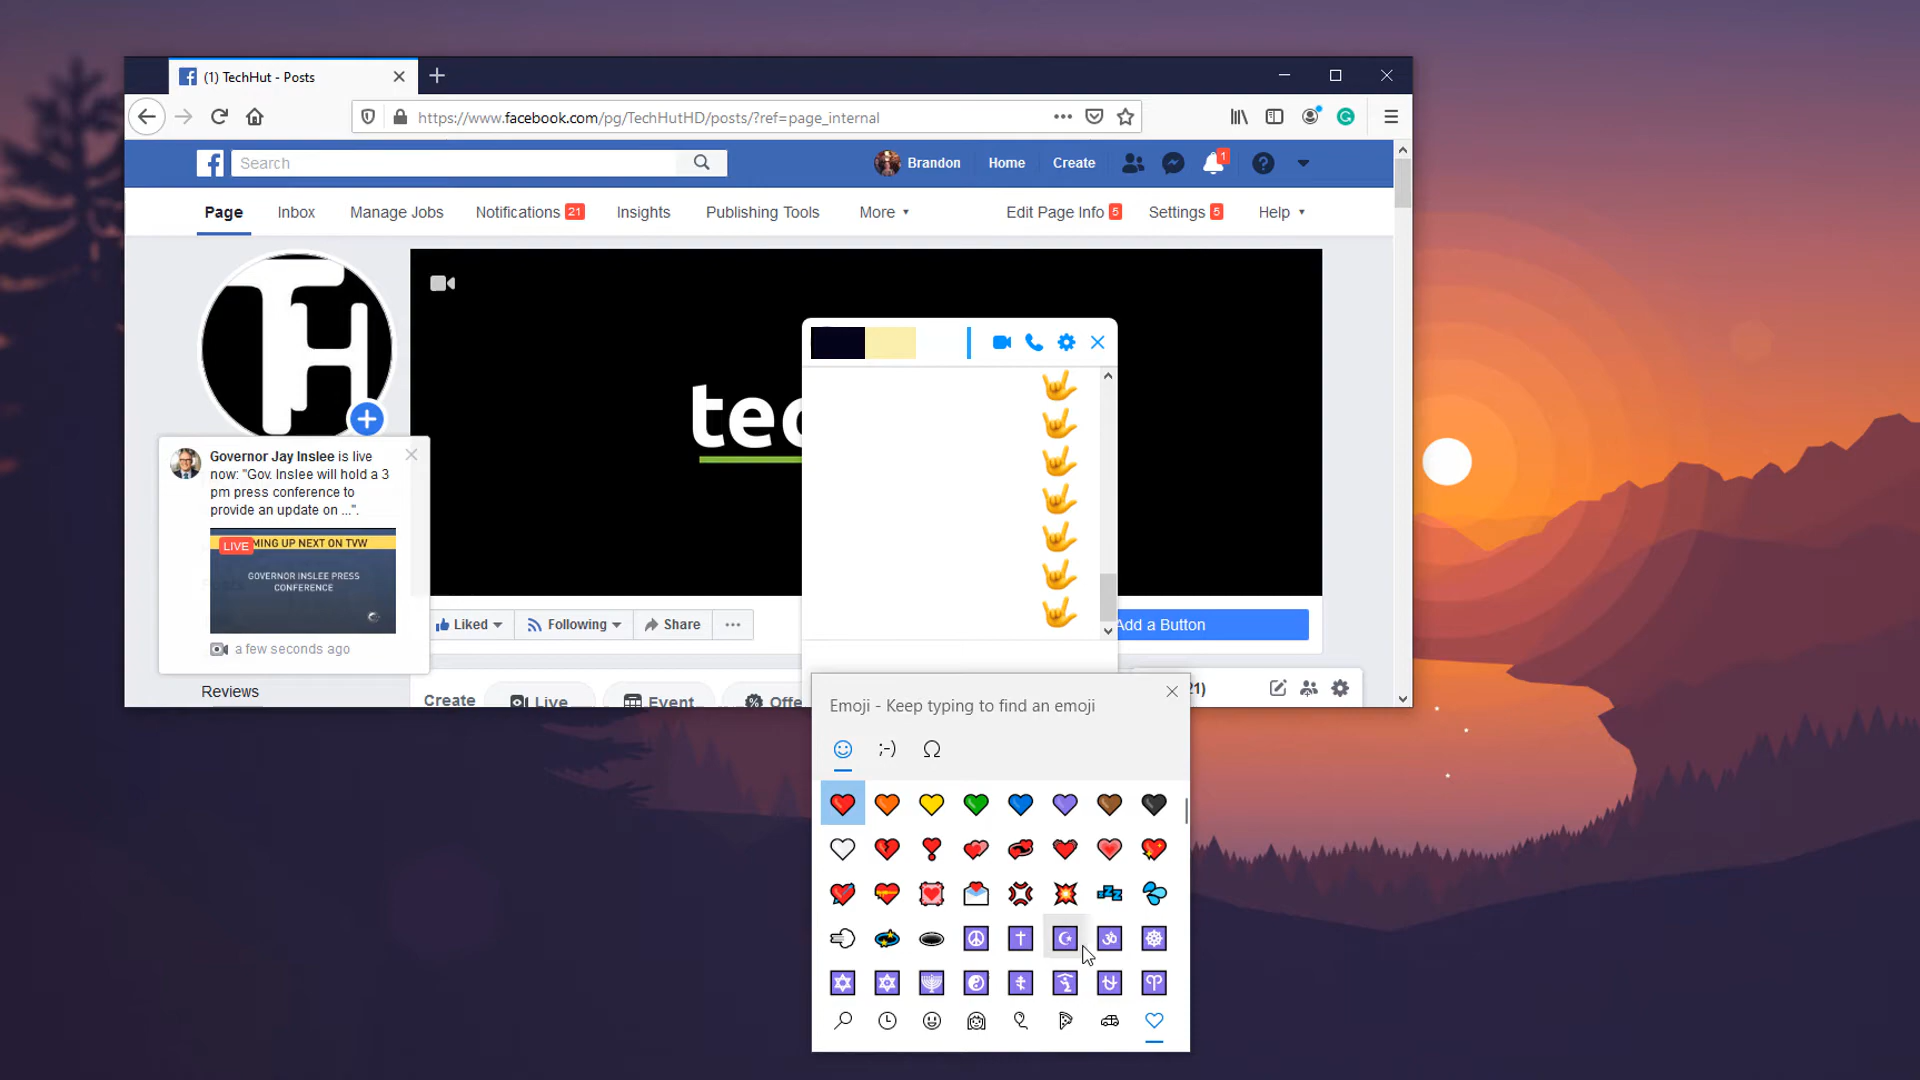 (1) TechHut - Posts
https://www.facebook.com/pg/TechHutHD/posts/?ref=page_internal
Search
Brandon
Home
Create
1
Page
Inbox
Manage Jobs
Notifications 21
Insights
Publishing Tools
More
Edit Page Info 5
Settings 5
Help
TH
tec
Governor Jay Inslee is live
now: "Gov. Inslee will hold a 3
pm press conference to
provide an update on ...".
LIVE
MING UP NEXT ON TVW
GOVERNOR INSLEE PRESS
CONFERENCE
a few seconds ago
Liked
Following
Share
Add a Button
Reviews
Create
Live
Event
Offe
21)
Emoji - Keep typing to find an emoji
;-)
Ω